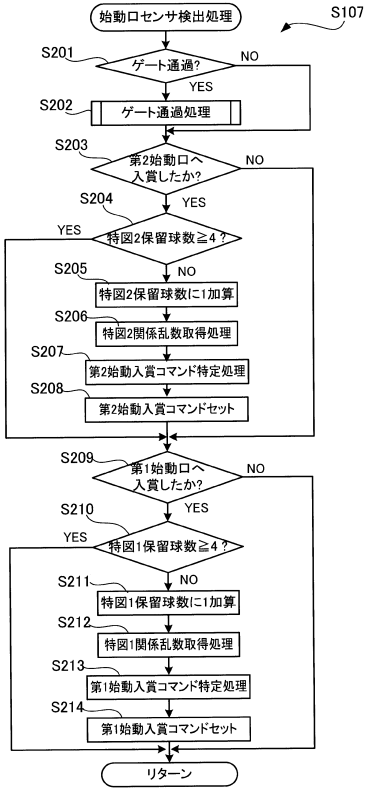 始動口センサ検出処理
S107
S201
ゲート通過?
NO
YES
S202
ゲート通過処理
S203
第2始動口へ
入賞したか?
NO
YES
S204
特図2保留球数≧4?
YES
NO
S205
特図2保留球数に1加算
S206
特図2関係乱数取得処理
S207
第2始動入賞コマンド特定処理
S208
第2始動入賞コマンドセット
S209
第1始動口へ
入賞したか?
NO
YES
S210
特図1保留球数≧4?
YES
NO
S211
特図1保留球数に1加算
S212
特図1関係乱数取得処理
S213
第1始動入賞コマンド特定処理
S214
第1始動入賞コマンドセット
リターン